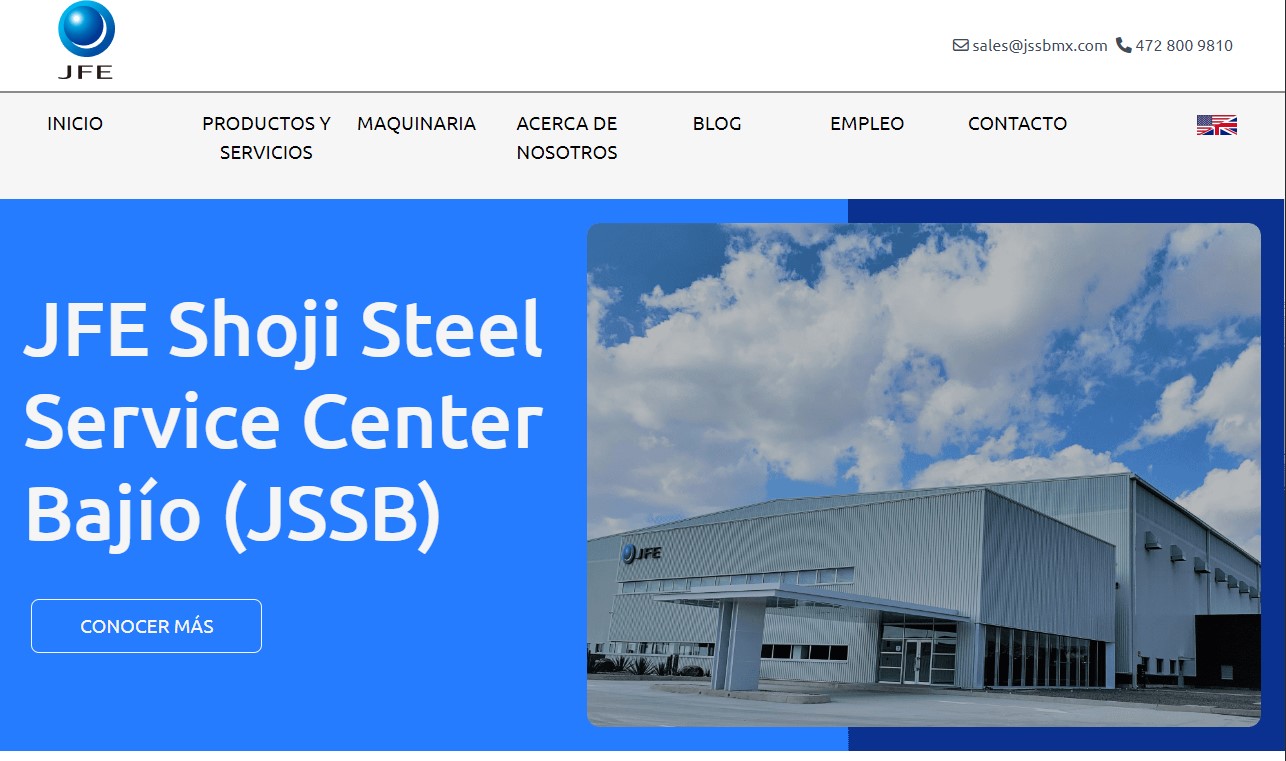 JFE
sales@jssbmx.com 472 800 9810
INICIO
PRODUCTOS Y
SERVICIOS
MAQUINARIA
ACERCA DE
NOSOTROS
BLOG
EMPLEO
CONTACTO
JFE Shoji Steel
Service Center
Bajío (JSSB)
CONOCER MÁS
JFE